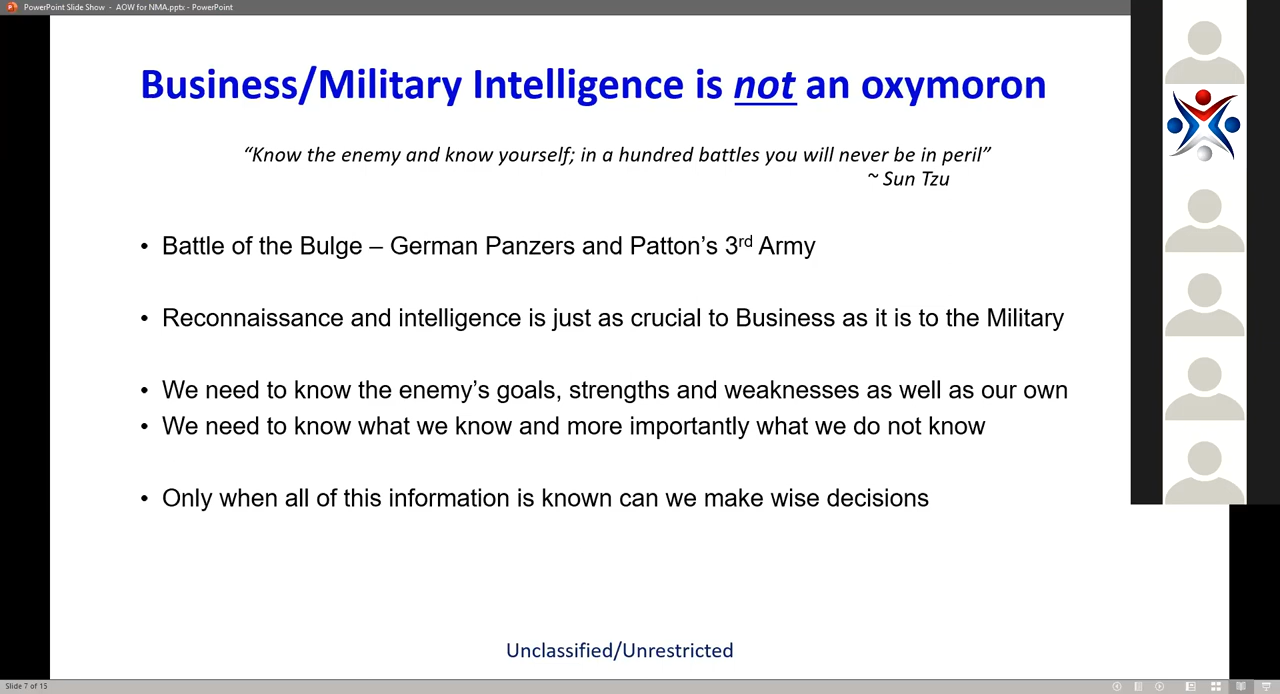 PowerPoint Slide Show - AOW for NMA.pptx - PowerPoint
Business/Military Intelligence is not an oxymoron
“Know the enemy and know yourself; in a hundred battles you will never be in peril”
~ Sun Tzu
• Battle of the Bulge – German Panzers and Patton’s 3rd Army
• Reconnaissance and intelligence is just as crucial to Business as it is to the Military
• We need to know the enemy’s goals, strengths and weaknesses as well as our own
• We need to know what we know and more importantly what we do not know
• Only when all of this information is known can we make wise decisions
Unclassified/Unrestricted
Slide 7 of 15